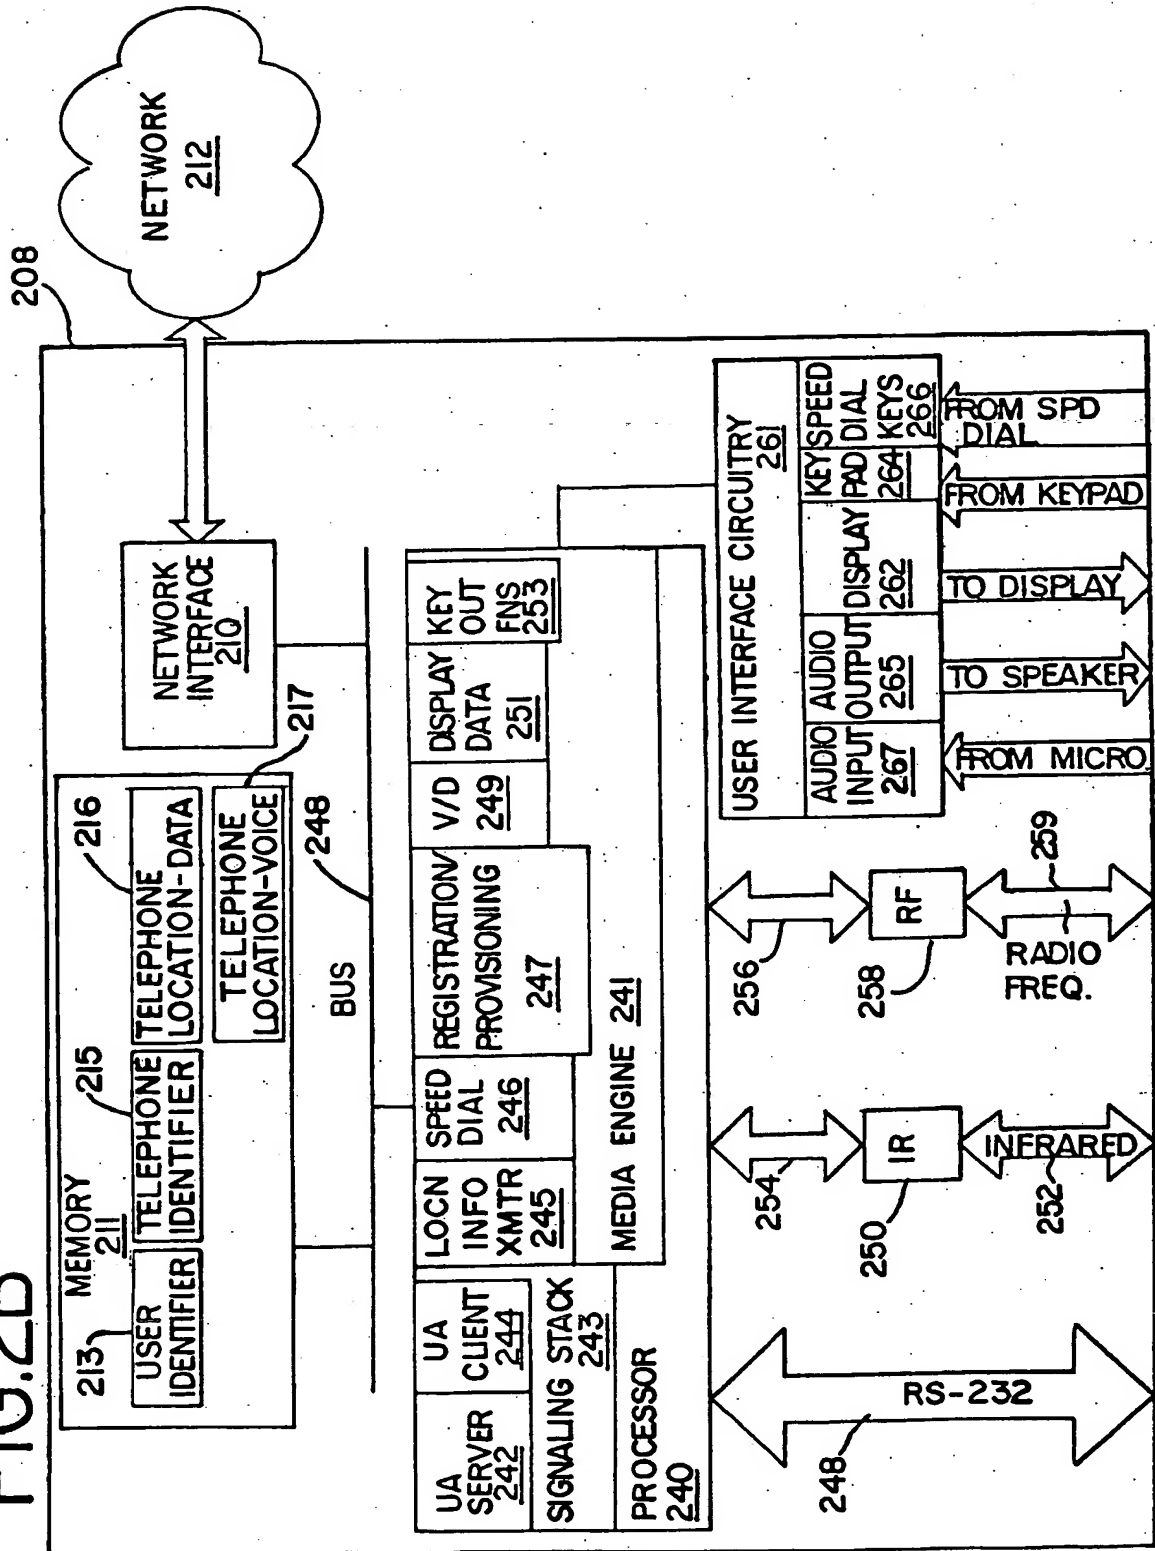 FIG.2B
208
NETWORK
212
NETWORK
INTERFACE
210
MEMORY
211
213
USER
IDENTIFIER
215
TELEPHONE
IDENTIFIER
216
TELEPHONE
LOCATION-DATA
217
TELEPHONE
LOCATION-VOICE
BUS
248
UA
SERVER
242
UA
CLIENT
244
SIGNALING STACK
243
LOCN
INFO
XMTR
245
SPEED
DIAL
246
REGISTRATION/
PROVISIONING
247
V/D
249
DISPLAY
DATA
251
KEY
OUT
FNS
253
MEDIA ENGINE 241
PROCESSOR
240
USER INTERFACE CIRCUITRY
261
AUDIO
INPUT
267
AUDIO
OUTPUT
265
DISPLAY
262
KEY
PAD
264
SPEED
DIAL
KEYS
266
FROM MICRO
TO SPEAKER
TO DISPLAY
FROM KEYPAD
FROM SPD
DIAL
RS-232
248
254
IR
250
INFRARED
252
256
RF
258
259
RADIO
FREQ.